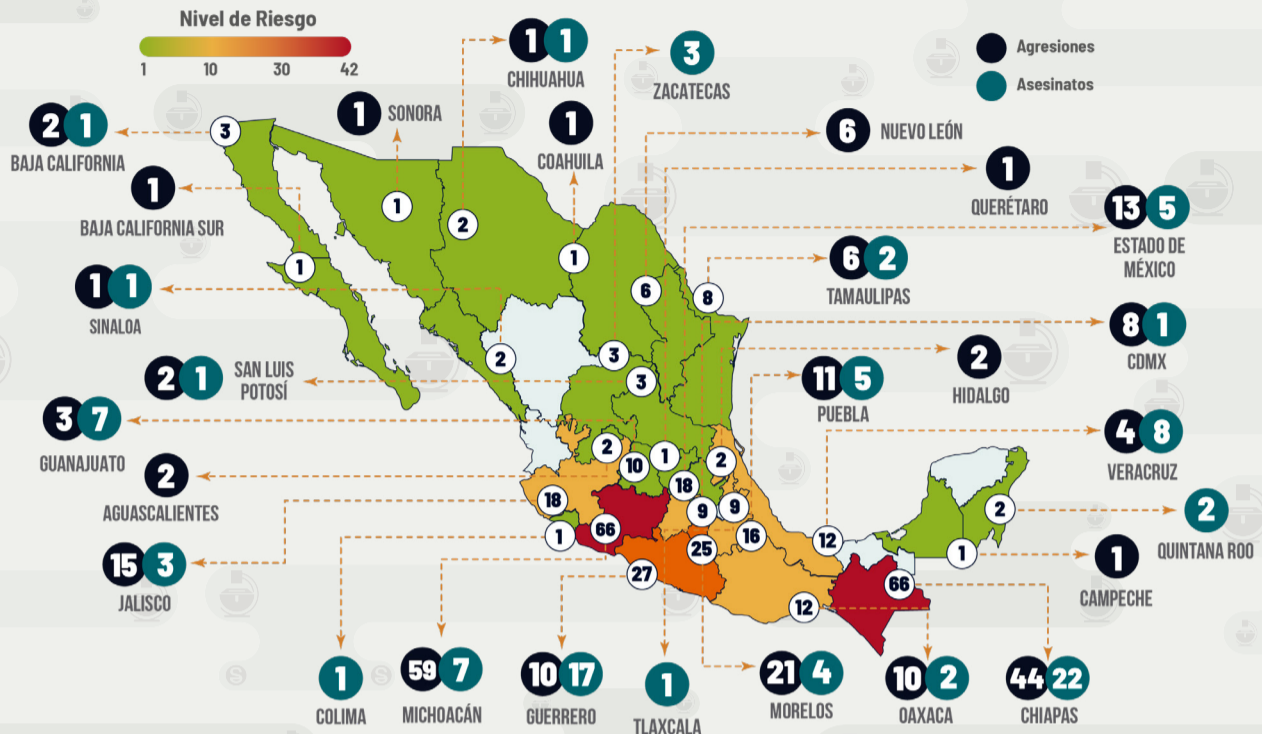 Nivel de Riesgo
1 10 30 42
Agresiones
Asesinatos
1 1
CHIHUAHUA
3
ZACATECAS
2 1
BAJA CALIFORNIA
1 SONORA
1
COAHUILA
6 NUEVO LEÓN
1
QUERÉTARO
1
BAJA CALIFORNIA SUR
13 5
ESTADO DE
MÉXICO
6 2
TAMAULIPAS
1 1
SINALOA
8 1
CDMX
2
HIDALGO
2 1
SAN LUIS
POTOSÍ
11 5
PUEBLA
3 7
GUANAJUATO
4 8
VERACRUZ
2
AGUASCALIENTES
2
QUINTANA ROO
15 3
JALISCO
1
CAMPECHE
3
1
2
1
1
6
8
2
3
3
2
10
1
2
18
18
9
9
2
66
1
25
16
12
1
27
12
66
1
COLIMA
59 7
MICHOACÁN
10 17
GUERRERO
1
TLAXCALA
21 4
MORELOS
10 2
OAXACA
44 22
CHIAPAS